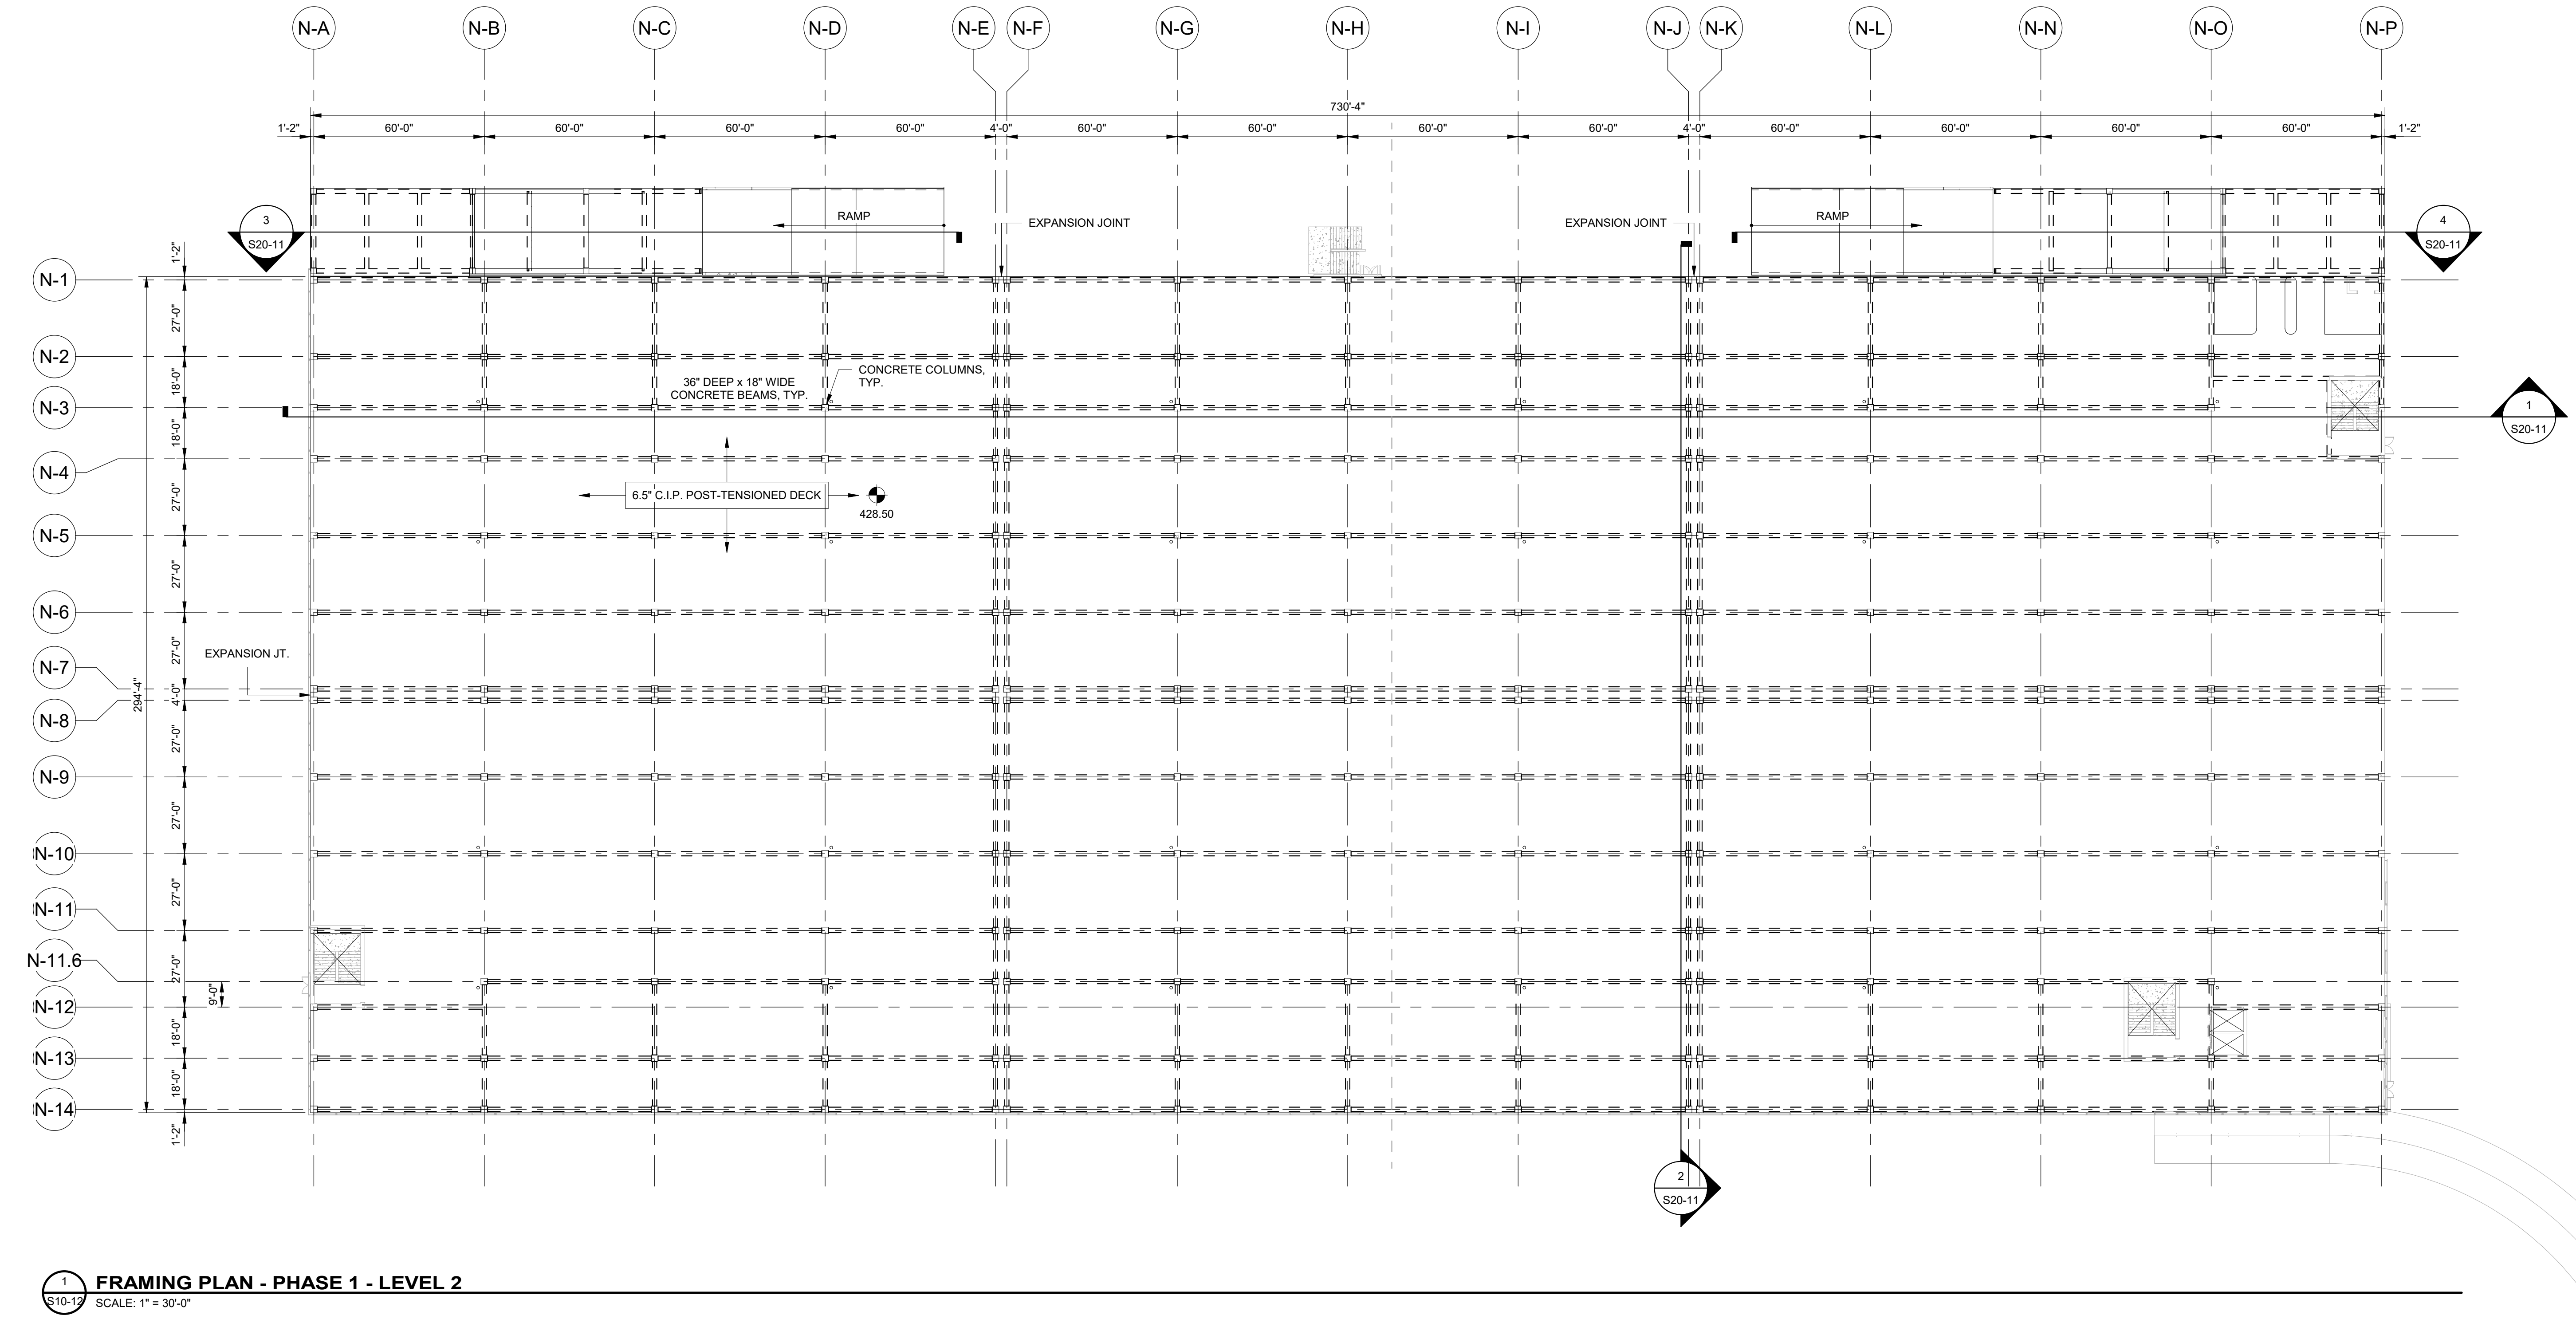 N-A N-B N-C N-D N-E N-F N-G N-H N-I N-J N-K N-L N-N N-O N-P
730'-4"
1'-2" 60'-0" 60'-0" 60'-0" 60'-0" 4'-0" 60'-0" 60'-0" 60'-0" 60'-0" 4'-0" 60'-0" 60'-0" 60'-0" 60'-0" 1'-2"
RAMP
RAMP
3
S20-11
EXPANSION JOINT
EXPANSION JOINT
4
S20-11
1'-2"
N-1
27'-0"
N-2
18'-0"
36" DEEP x 18" WIDE
CONCRETE BEAMS, TYP.
CONCRETE COLUMNS,
TYP.
N-3
1
S20-11
18'-0"
N-4
27'-0"
6.5" C.I.P. POST-TENSIONED DECK
428.50
N-5
27'-0"
N-6
27'-0"
EXPANSION JT.
N-7
294'-4"
4'-0"
N-8
27'-0"
N-9
27'-0"
N-10
27'-0"
N-11
27'-0"
N-11.6
9'-0"
N-12
18'-0"
N-13
18'-0"
N-14
1'-2"
2
S20-11
1
S10-12
FRAMING PLAN - PHASE 1 - LEVEL 2
SCALE: 1" = 30'-0"